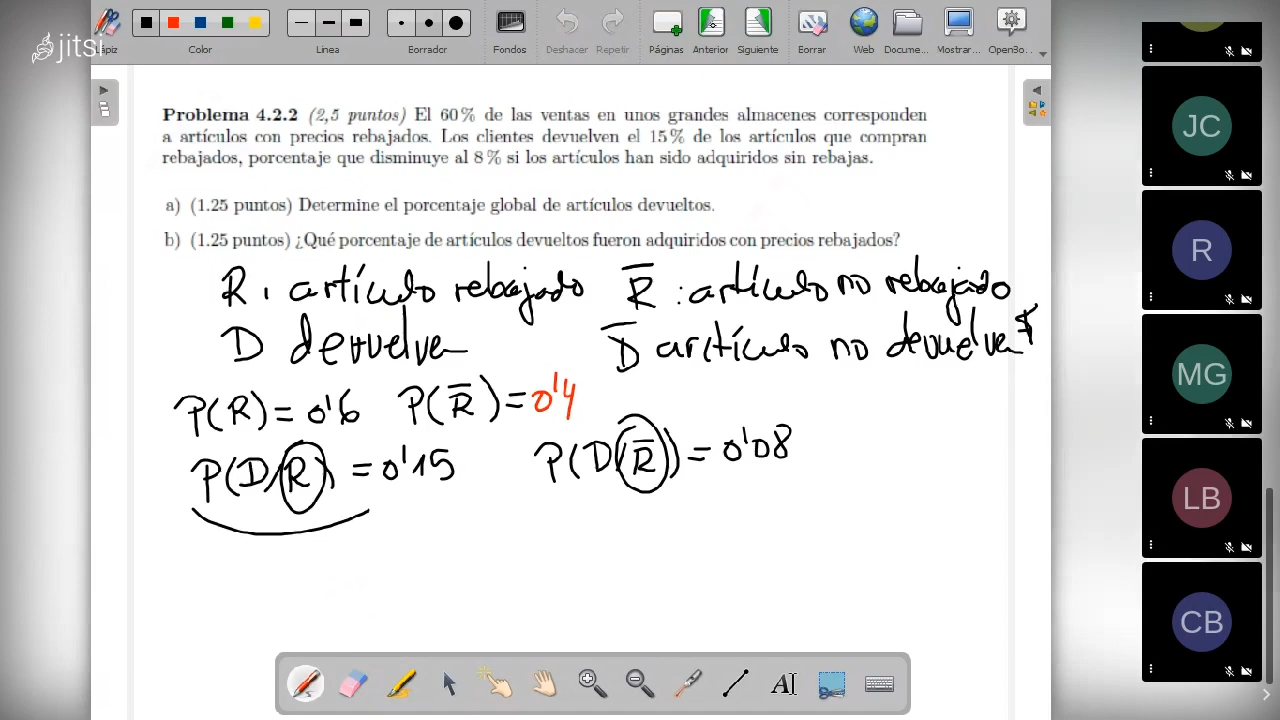 jitsi
Color
Línea
Borrador
Fondos
Deshacer
Repetir
Páginas
Anterior
Siguiente
Borrar
Web
Docume...
Mostrar...
OpenBo...
Problema 4.2.2 (2,5 puntos) El 60 % de las ventas en unos grandes almacenes corresponden
a artículos con precios rebajados. Los clientes devuelven el 15 % de los artículos que compran
rebajados, porcentaje que disminuye al 8 % si los artículos han sido adquiridos sin rebajas.
a) (1.25 puntos) Determine el porcentaje global de artículos devueltos.
b) (1.25 puntos) ¿Qué porcentaje de artículos devueltos fueron adquiridos con precios rebajados?
R: artículo rebajado R̅: artículo no rebajado
D devuelven D̅ artículo no devuelven
P(R) = 0'6 P(R̅) = 0'4
P(D/R) = 0'15 P(D/R̅) = 0'08
AI
JC
R
MG
LB
CB